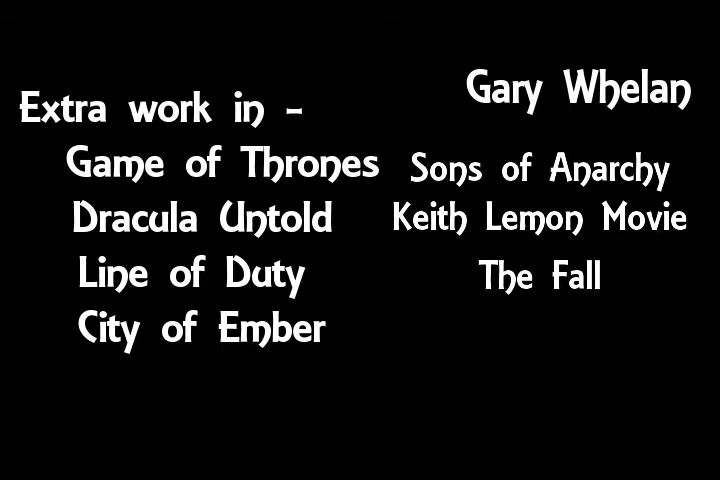 Gary Whelan
Extra work in -
Game of Thrones
Dracula Untold
Line of Duty
City of Ember
Sons of Anarchy
Keith Lemon Movie
The Fall